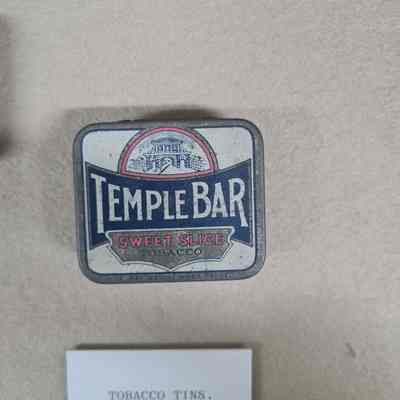 TEMPLE BAR
SWEET SLICE
TOBACCO
TOBACCO TINS.